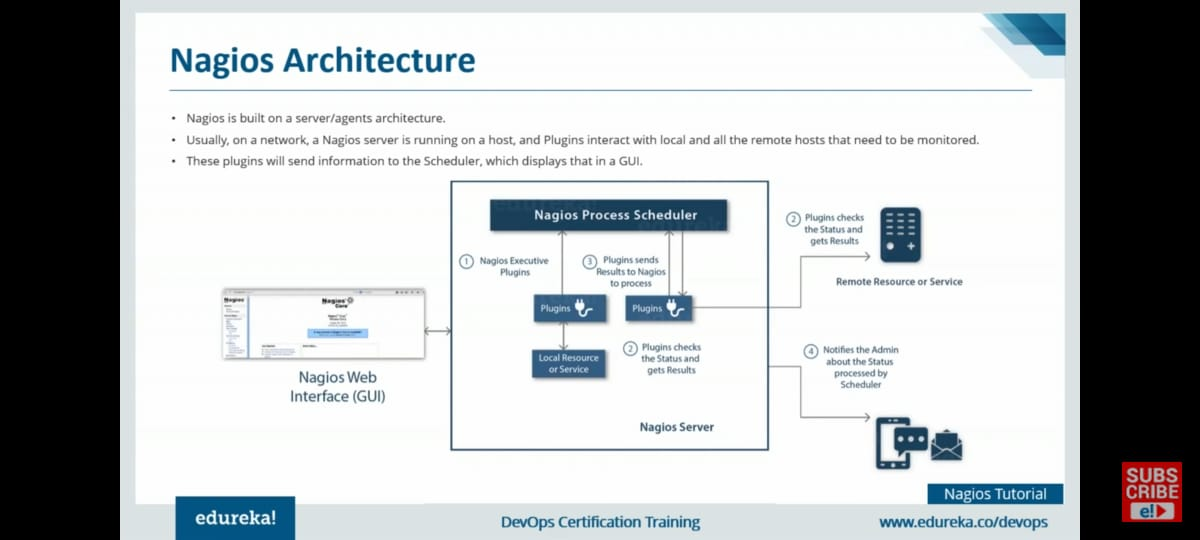 Nagios Architecture
• Nagios is built on a server/agents architecture.
• Usually, on a network, a Nagios server is running on a host, and Plugins interact with local and all the remote hosts that need to be monitored.
• These plugins will send information to the Scheduler, which displays that in a GUI.
Nagios Process Scheduler
1 Nagios Executive
Plugins
3 Plugins sends
Results to Nagios
to process
2 Plugins checks
the Status and
gets Results
Remote Resource or Service
Plugins
Plugins
Local Resource
or Service
2 Plugins checks
the Status and
gets Results
4 Notifies the Admin
about the Status
processed by
Scheduler
Nagios
Nagios
Core
Nagios Web
Interface (GUI)
Nagios Server
Nagios Tutorial
edureka!
DevOps Certification Training
www.edureka.co/devops
SUBS
CRIBE
e!